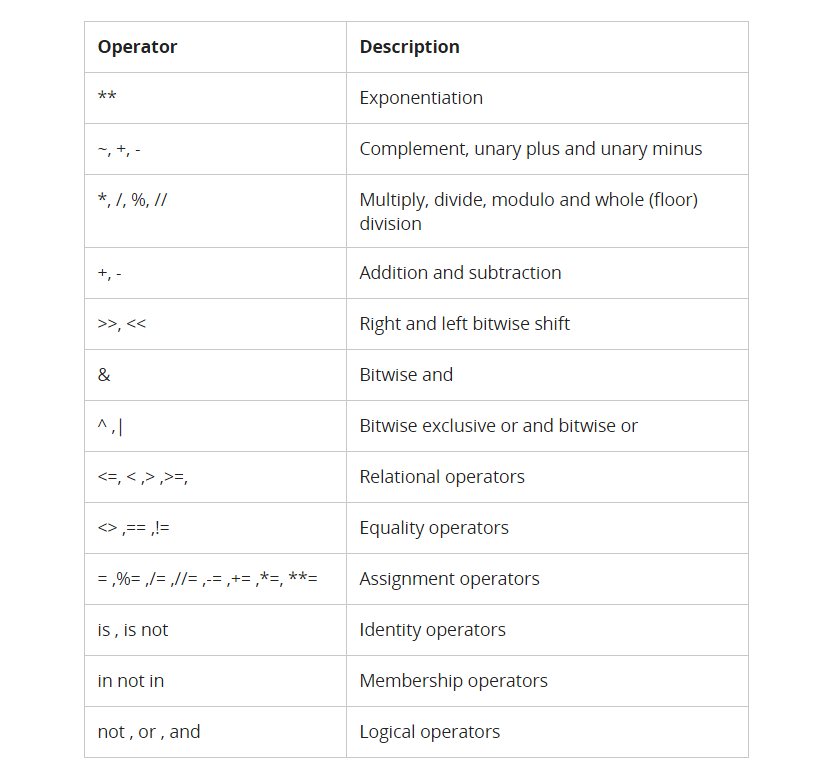 Operator Description
** Exponentiation
~, +, - Complement, unary plus and unary minus
*, /, %, // Multiply, divide, modulo and whole (floor)
division
+, - Addition and subtraction
>>, << Right and left bitwise shift
& Bitwise and
^ ,| Bitwise exclusive or and bitwise or
<=, < ,> ,>=, Relational operators
<> ,== ,!= Equality operators
= ,%= ,/= ,//= ,-= ,+= ,*=, **= Assignment operators
is , is not Identity operators
in not in Membership operators
not , or , and Logical operators